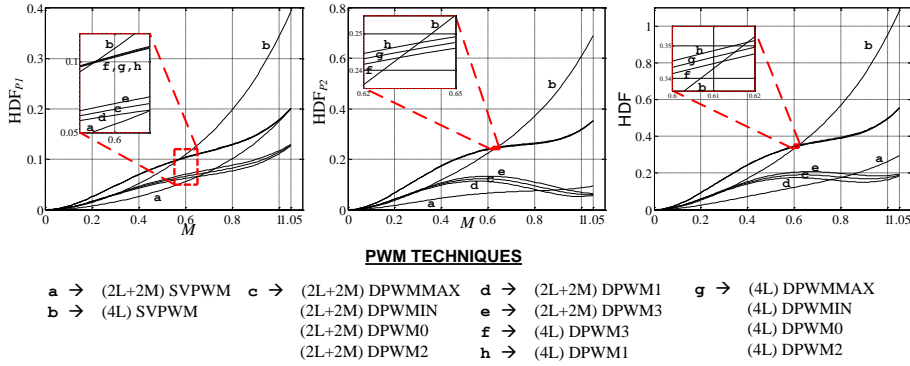 0.4
0.3
0.2
0.1
0
HDF_P1
0 0.2 0.4 0.6 0.8 1 1.05
M
0.1
0.05
0.6
b
f,g,h
e
c
d
a
b
a
0.8
0.6
0.4
0.2
0
HDF_P2
0 0.2 0.4 0.6 0.8 1 1.05
M
0.25
0.24
0.62
0.65
b
h
g
f
b
e
c
d
a
1
0.8
0.6
0.4
0.2
0
HDF
0 0.2 0.4 0.6 0.8 1 1.05
0.35
0.34
0.6 0.61 0.62
h
g
f
b
b
a
e
c
d
PWM TECHNIQUES
a → (2L+2M) SVPWM c → (2L+2M) DPWMMAX d → (2L+2M) DPWM1 g → (4L) DPWMMAX
b → (4L) SVPWM (2L+2M) DPWMIN e → (2L+2M) DPWM3 (4L) DPWMIN
(2L+2M) DPWM0 f → (4L) DPWM3 (4L) DPWM0
(2L+2M) DPWM2 h → (4L) DPWM1 (4L) DPWM2